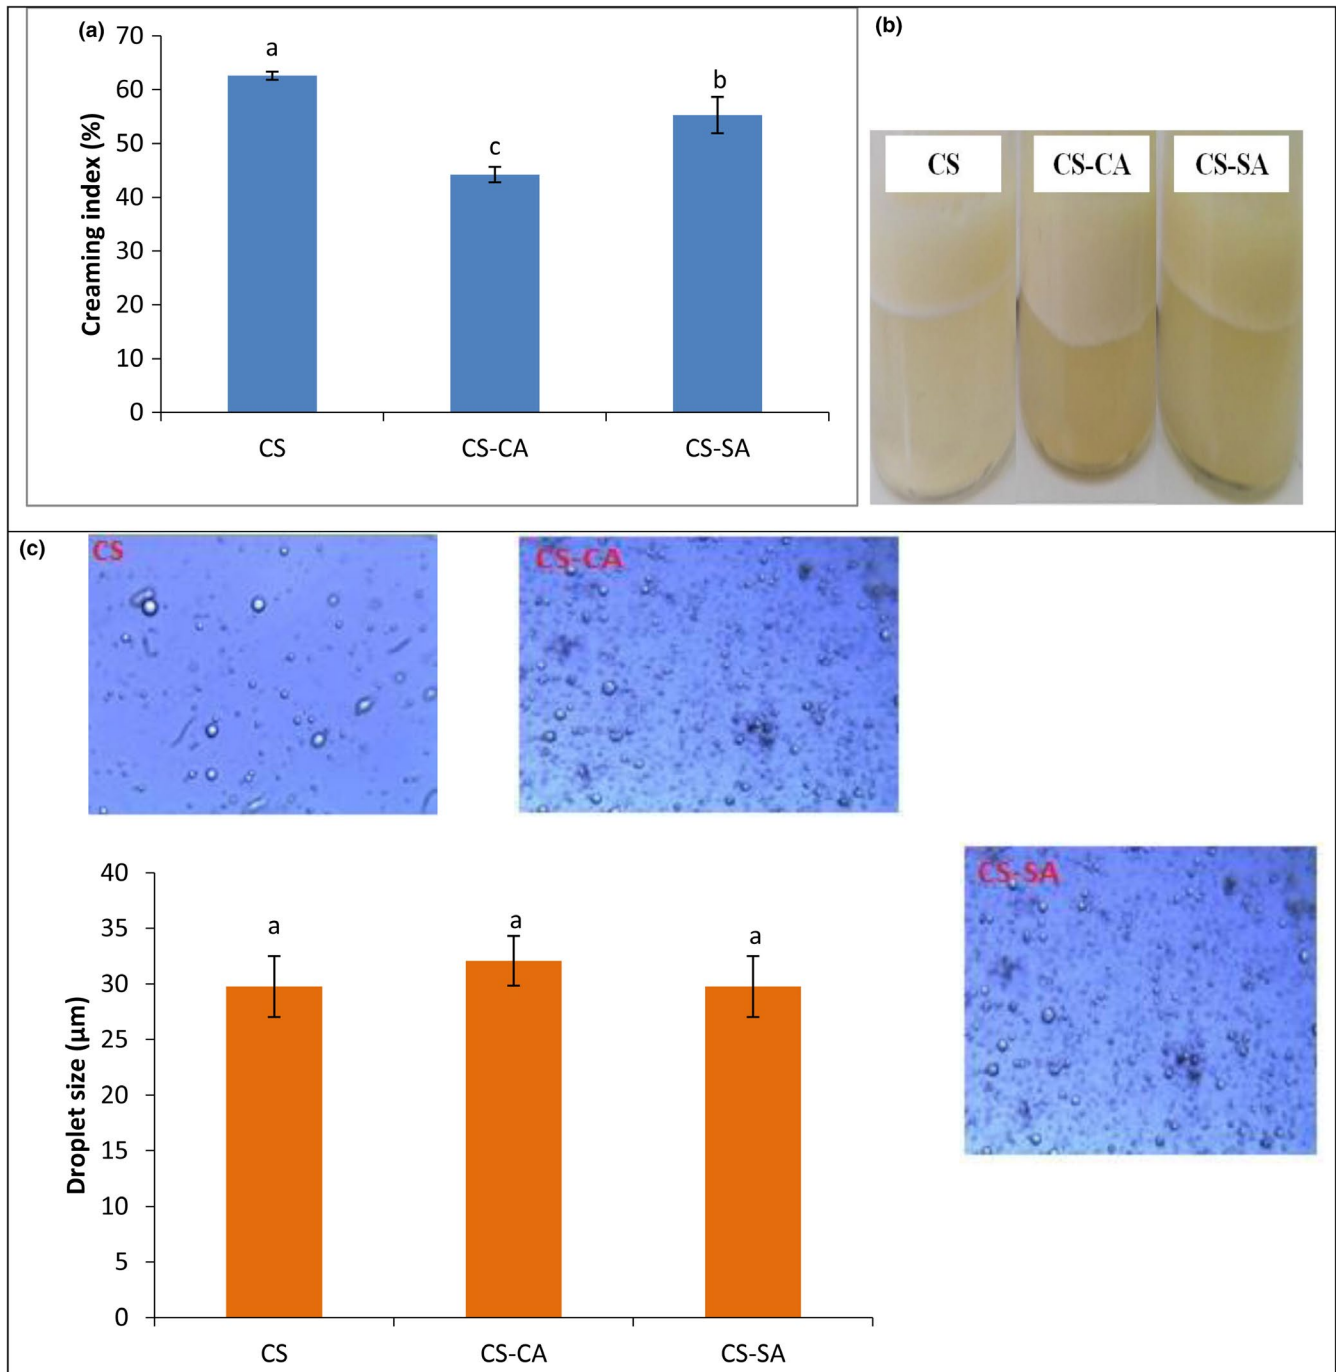 (a)
70
60
50
40
30
20
10
0
Creaming index (%)
a
c
b
CS
CS-CA
CS-SA
(b)
CS
CS-CA
CS-SA
(c)
CS
CS-CA
CS-SA
40
35
30
25
20
15
10
5
0
Droplet size (µm)
a
a
a
CS
CS-CA
CS-SA